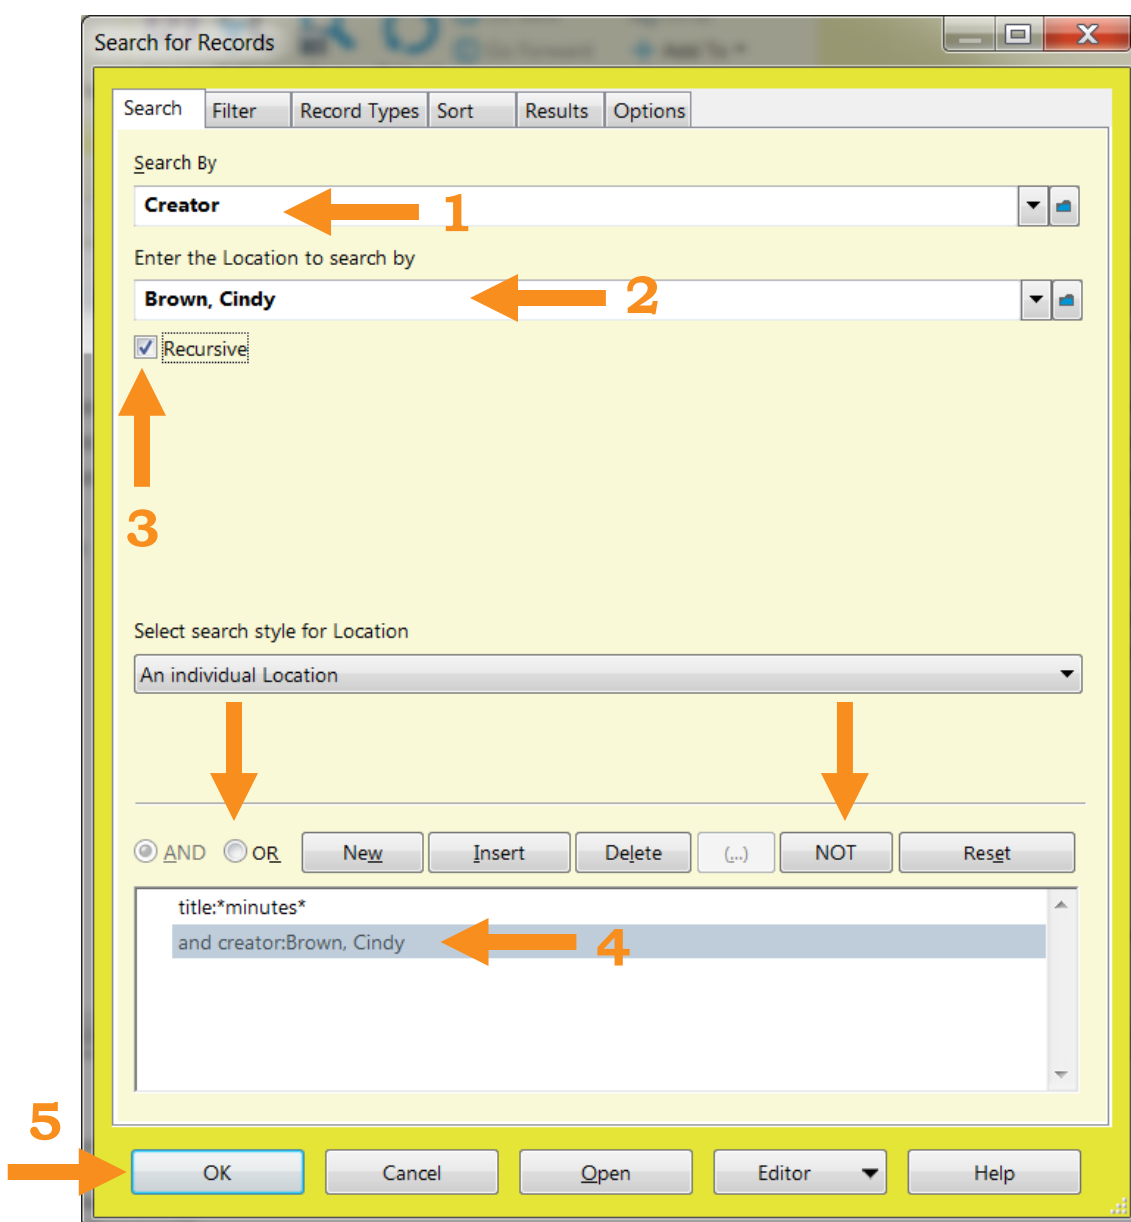 Search for Records
Search Filter Record Types Sort Results Options
Search By
Creator 1
Enter the Location to search by
Brown, Cindy 2
Recursive
3
Select search style for Location
An individual Location
AND OR New Insert Delete (...) NOT Reset
title:*minutes*
and creator:Brown, Cindy 4
5
OK Cancel Open Editor Help